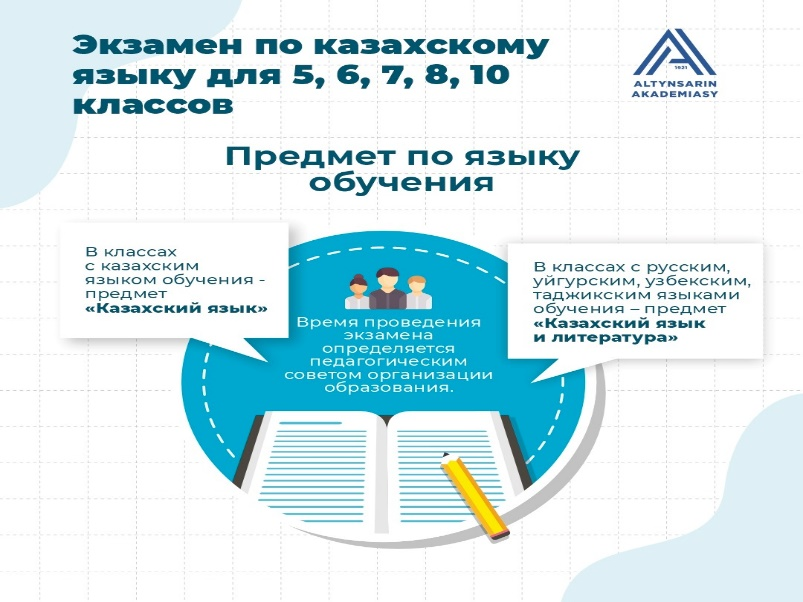 Экзамен по казахскому
языку для 5, 6, 7, 8, 10
классов
1931
ALTYNSARIN
AKADEMIASY
Предмет по языку
обучения
В классах
с казахским
языком обучения -
предмет
«Казахский язык»
В классах с русским,
уйгурским, узбекским,
таджикским языками
обучения – предмет
«Казахский язык
и литература»
Время проведения
экзамена
определяется
педагогическим
советом организации
образования.